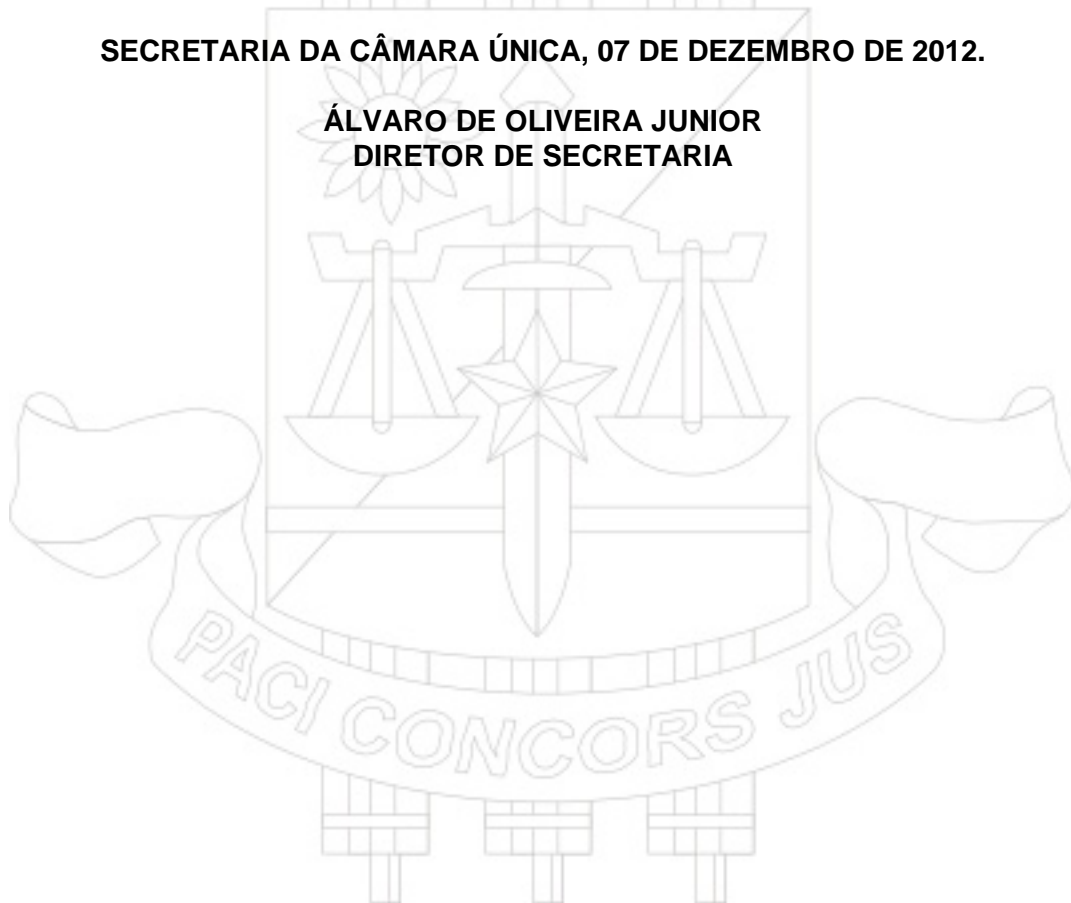 SECRETARIA DA CÂMARA ÚNICA, 07 DE DEZEMBRO DE 2012.
ÁLVARO DE OLIVEIRA JUNIOR
DIRETOR DE SECRETARIA
PACI CONCORS JUS